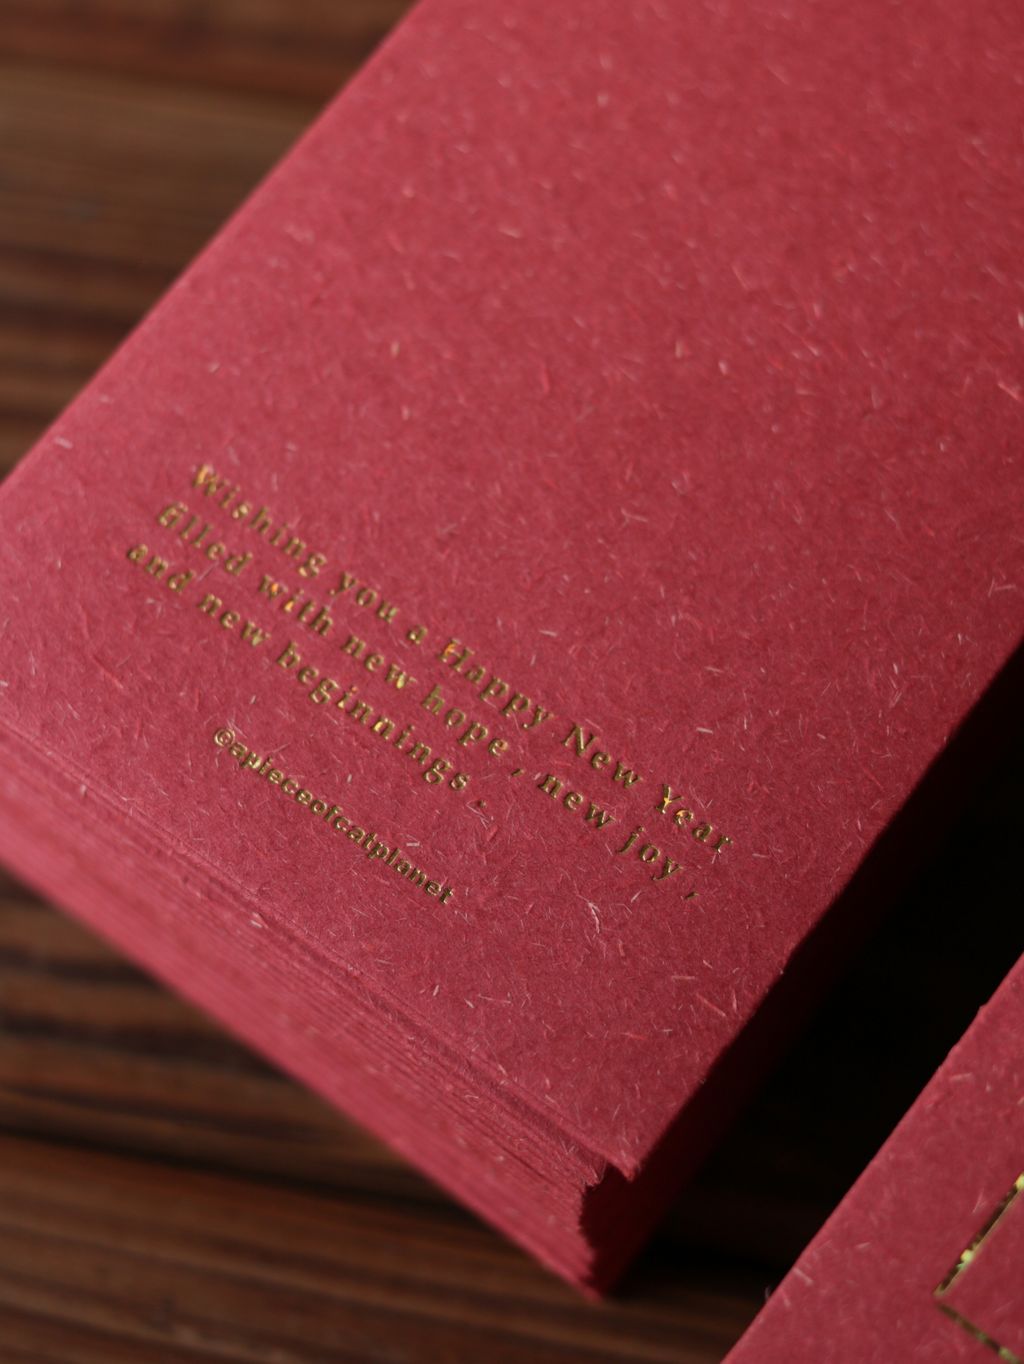 Wishing you a Happy New Year
filled with new hope , new joy ,
and new beginnings .
@apieceofcatplanet